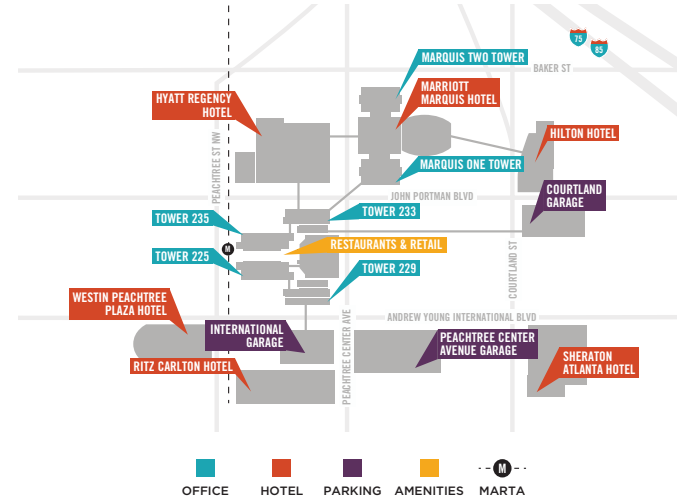 75
85
MARQUIS TWO TOWER
BAKER ST
MARRIOTT
MARQUIS HOTEL
HYATT REGENCY
HOTEL
HILTON HOTEL
PEACHTREE ST NW
MARQUIS ONE TOWER
COURTLAND
GARAGE
JOHN PORTMAN BLVD
TOWER 235
TOWER 233
M
RESTAURANTS & RETAIL
TOWER 225
TOWER 229
COURTLAND ST
WESTIN PEACHTREE
PLAZA HOTEL
ANDREW YOUNG INTERNATIONAL BLVD
INTERNATIONAL
GARAGE
PEACHTREE CENTER AVE
PEACHTREE CENTER
AVENUE GARAGE
SHERATON
ATLANTA HOTEL
RITZ CARLTON HOTEL
M
OFFICE HOTEL PARKING AMENITIES MARTA